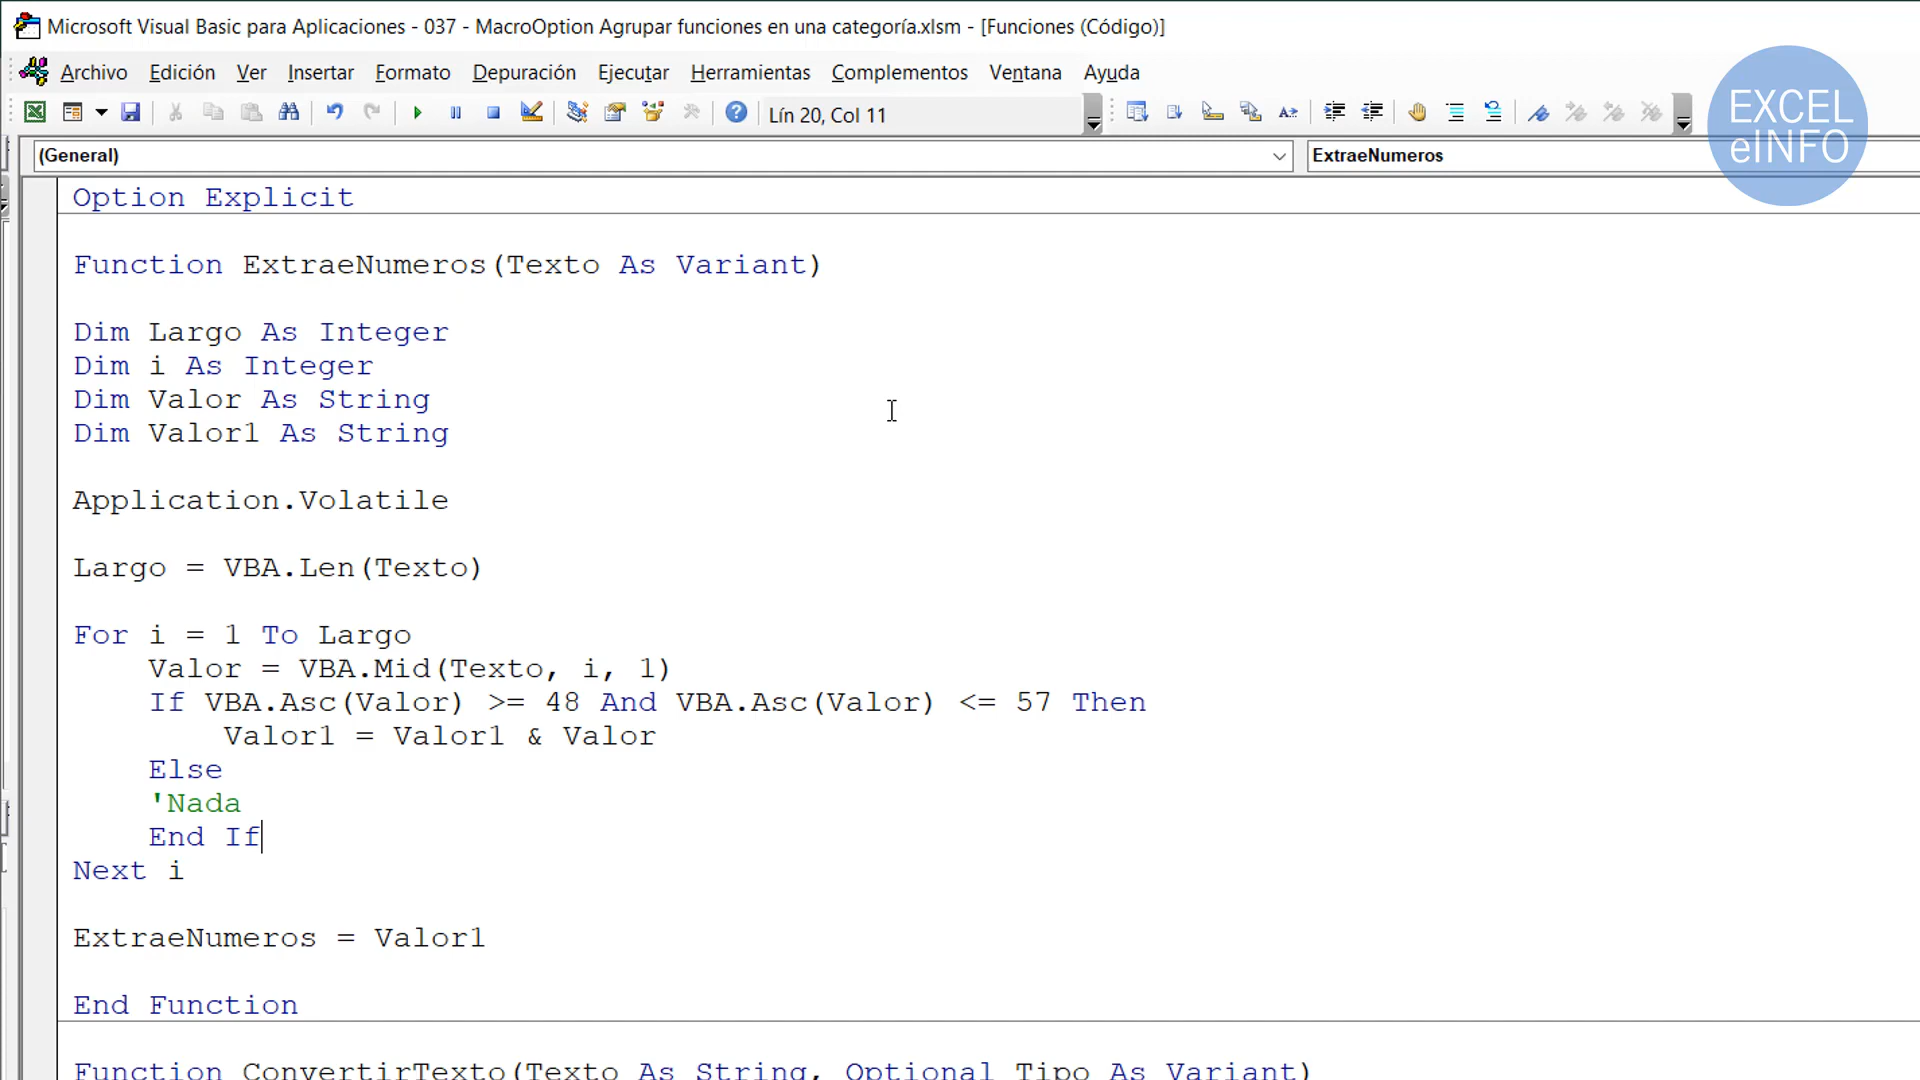 Microsoft Visual Basic para Aplicaciones - 037 - MacroOption Agrupar funciones en una categoría.xlsm - [Funciones (Código)]
Archivo Edición Ver Insertar Formato Depuración Ejecutar Herramientas Complementos Ventana Ayuda
Lín 20, Col 11
EXCEL
eINFO
(General) ExtraeNumeros
Option Explicit
Function ExtraeNumeros(Texto As Variant)
Dim Largo As Integer
Dim i As Integer
Dim Valor As String
Dim Valor1 As String
Application.Volatile
Largo = VBA.Len(Texto)
For i = 1 To Largo
Valor = VBA.Mid(Texto, i, 1)
If VBA.Asc(Valor) >= 48 And VBA.Asc(Valor) <= 57 Then
Valor1 = Valor1 & Valor
Else
'Nada
End If
Next i
ExtraeNumeros = Valor1
End Function
Function ConvertirTexto(Texto As String, Optional Tipo As Variant)